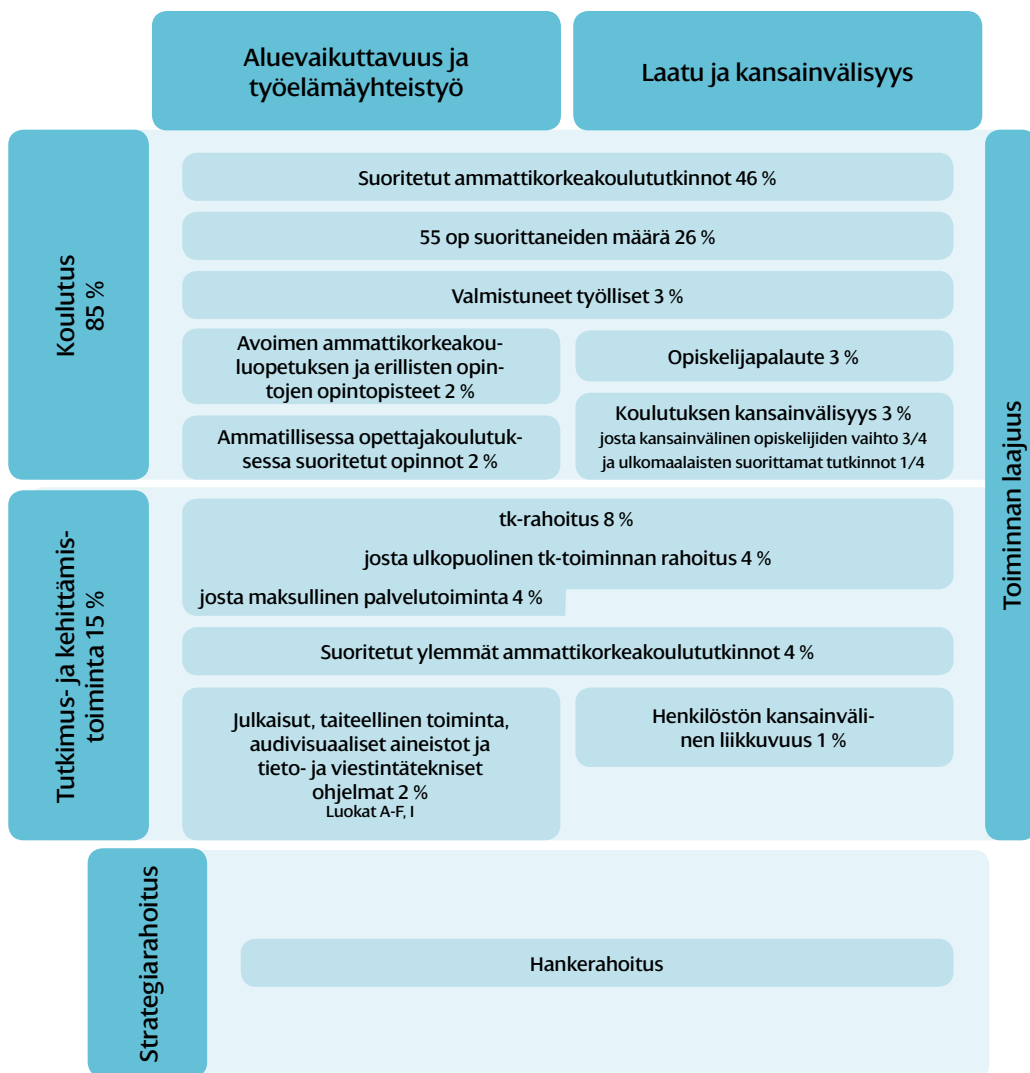 Aluevaikuttavuus ja
työelämäyhteistyö
Laatu ja kansainvälisyys
Koulutus
85 %
Suoritetut ammattikorkeakoulututkinnot 46 %
55 op suorittaneiden määrä 26 %
Valmistuneet työlliset 3 %
Avoimen ammattikorkeakou-
luopetuksen ja erillisten opin-
tojen opintopisteet 2 %
Opiskelijapalaute 3 %
Ammatillisessa opettajakoulutuk-
sessa suoritetut opinnot 2 %
Koulutuksen kansainvälisyys 3 %
josta kansainvälinen opiskelijoiden vaihto 3/4
ja ulkomaalaisten suorittamat tutkinnot 1/4
Toiminnan laajuus
Tutkimus- ja kehittämis-
toiminta 15 %
tk-rahoitus 8 %
josta ulkopuolinen tk-toiminnan rahoitus 4 %
josta maksullinen palvelutoiminta 4 %
Suoritetut ylemmät ammattikorkeakoulututkinnot 4 %
Julkaisut, taiteellinen toiminta,
audivisuaaliset aineistot ja
tieto- ja viestintätekniset
ohjelmat 2 %
Luokat A-F, I
Henkilöstön kansainväli-
nen liikkuvuus 1 %
Strategiarahoitus
Hankerahoitus